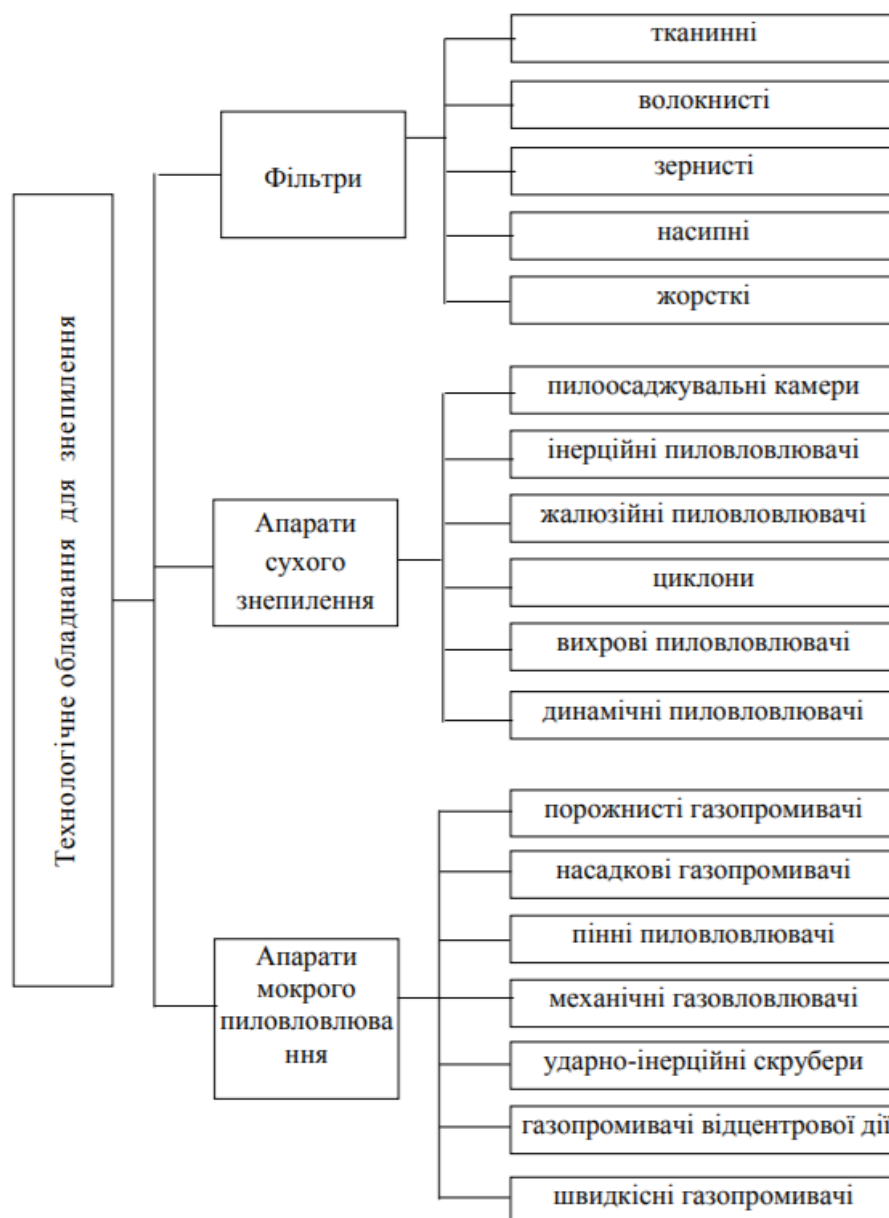 Технологічне обладнання для знепилення
Фільтри
тканинні
волокнисті
зернисті
насипні
жорсткі
Апарати
сухого
знепилення
пилоосаджувальні камери
інерційні пиловловлювачі
жалюзійні пиловловлювачі
циклони
вихрові пиловловлювачі
динамічні пиловловлювачі
Апарати
мокрого
пиловловлюва
ння
порожнисті газопромивачі
насадкові газопромивачі
пінні пиловловлювачі
механічні газовловлювачі
ударно-інерційні скрубери
газопромивачі відцентрової дії
швидкісні газопромивачі